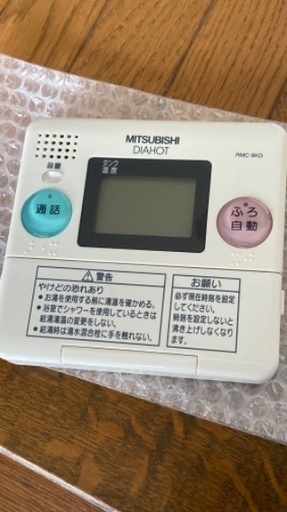 MITSUBISHI
DIAHOT
RMC-8KD
音量
タンク
温度
通話
ふろ
自動
警告
やけどの恐れあり
●お湯を使用する前に湯温を確かめる。
●浴室でシャワーを使用しているときは
給湯温度の変更をしない。
●給湯時は湯水混合栓に手を触れない。
お願い
必ず現在時刻を設定
してください。
時刻を設定しないと
沸き上げしなくなり
ます。